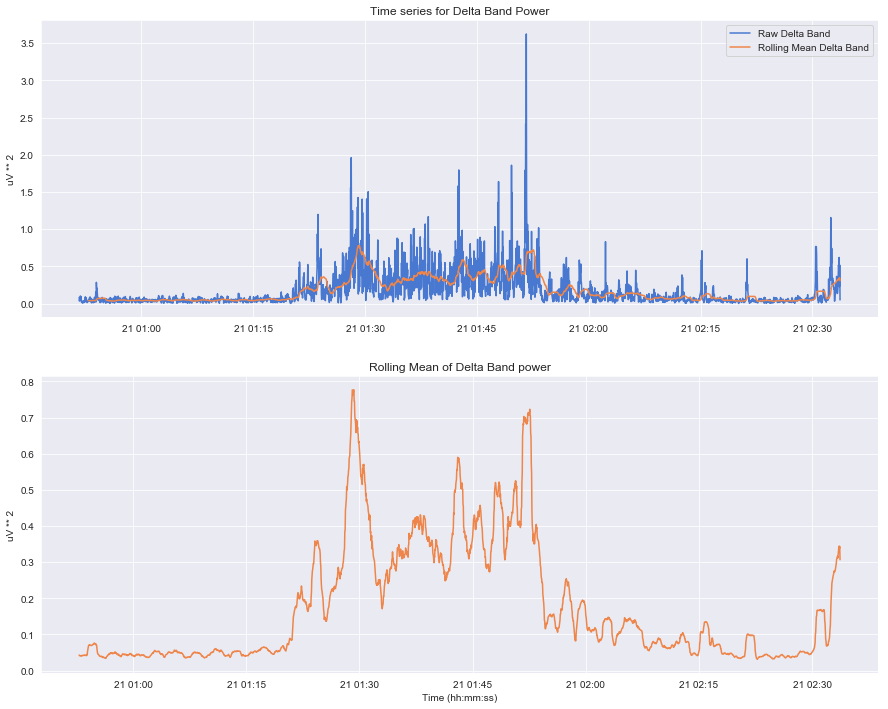 Time series for Delta Band Power
Raw Delta Band
Rolling Mean Delta Band
3.5
3.0
2.5
2.0
1.5
1.0
0.5
0.0
uV ** 2
21 01:00 21 01:15 21 01:30 21 01:45 21 02:00 21 02:15 21 02:30
Rolling Mean of Delta Band power
0.8
0.7
0.6
0.5
0.4
0.3
0.2
0.1
0.0
uV ** 2
21 01:00 21 01:15 21 01:30 21 01:45 21 02:00 21 02:15 21 02:30
Time (hh:mm:ss)